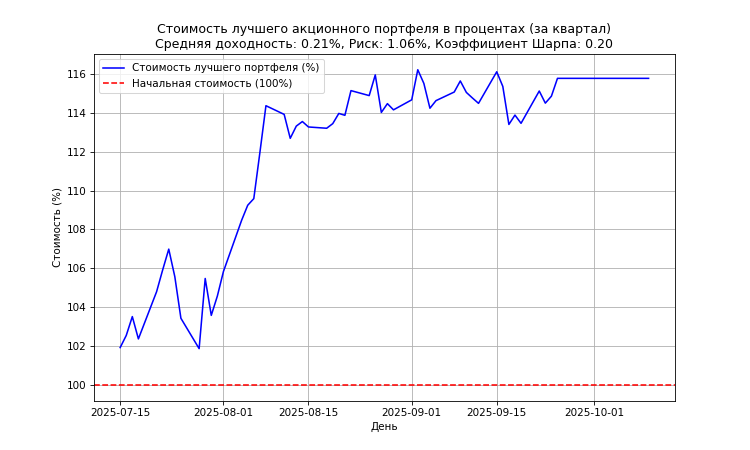 Стоимость лучшего акционного портфеля в процентах (за квартал)
Средняя доходность: 0.21%, Риск: 1.06%, Коэффициент Шарпа: 0.20
Стоимость лучшего портфеля (%)
Начальная стоимость (100%)
Стоимость (%)
116
114
112
110
108
106
104
102
100
2025-07-15
2025-08-01
2025-08-15
2025-09-01
2025-09-15
2025-10-01
День